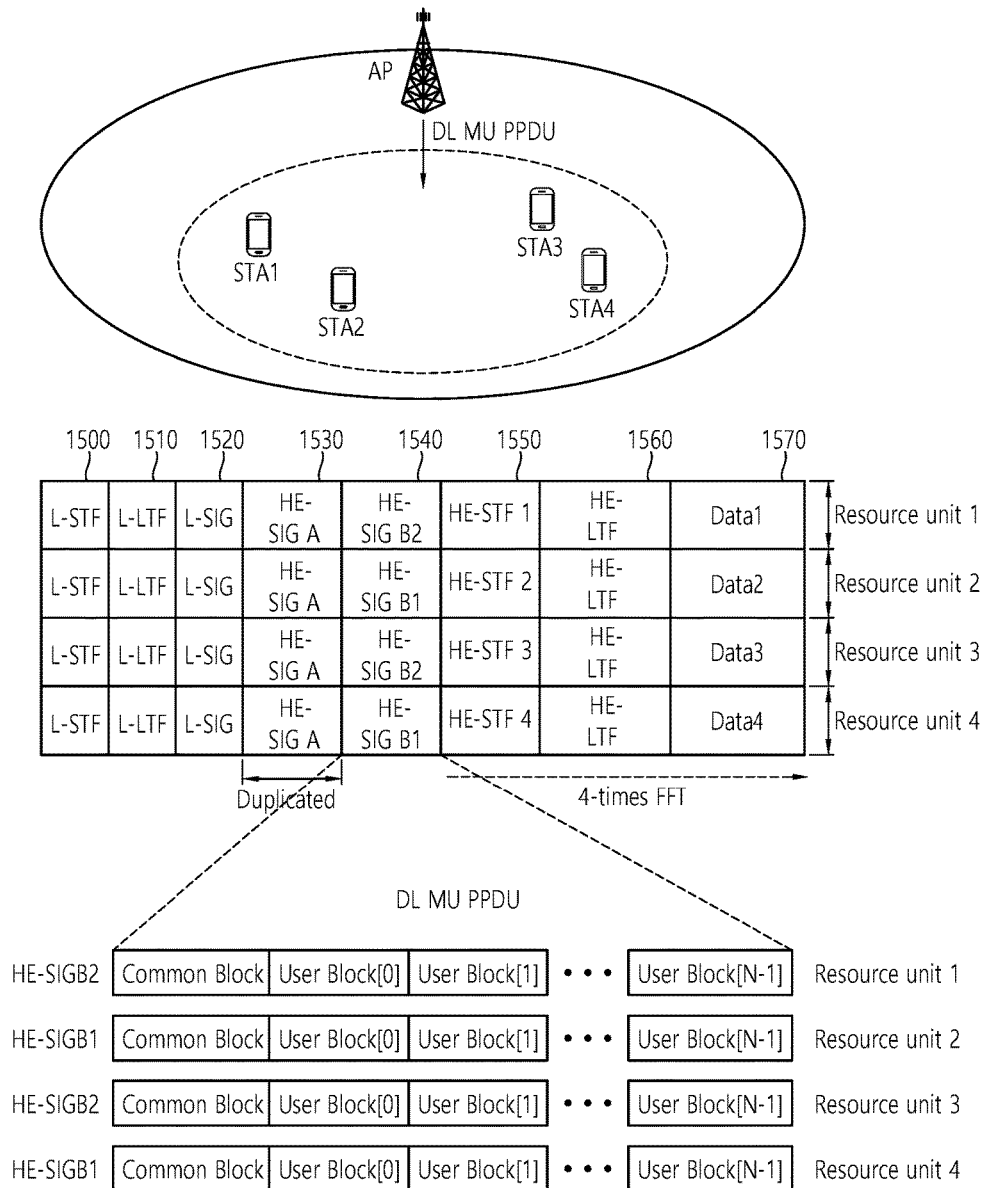 AP
DL MU PPDU
STA1
STA2
STA3
STA4
1500 1510 1520 1530 1540 1550 1560 1570
L-STF L-LTF L-SIG HE-SIG A HE-SIG B2 HE-STF 1 HE-LTF Data1 Resource unit 1
L-STF L-LTF L-SIG HE-SIG A HE-SIG B1 HE-STF 2 HE-LTF Data2 Resource unit 2
L-STF L-LTF L-SIG HE-SIG A HE-SIG B2 HE-STF 3 HE-LTF Data3 Resource unit 3
L-STF L-LTF L-SIG HE-SIG A HE-SIG B1 HE-STF 4 HE-LTF Data4 Resource unit 4
Duplicated 4-times FFT
DL MU PPDU
HE-SIGB2 Common Block User Block[0] User Block[1] • • • User Block[N-1] Resource unit 1
HE-SIGB1 Common Block User Block[0] User Block[1] • • • User Block[N-1] Resource unit 2
HE-SIGB2 Common Block User Block[0] User Block[1] • • • User Block[N-1] Resource unit 3
HE-SIGB1 Common Block User Block[0] User Block[1] • • • User Block[N-1] Resource unit 4